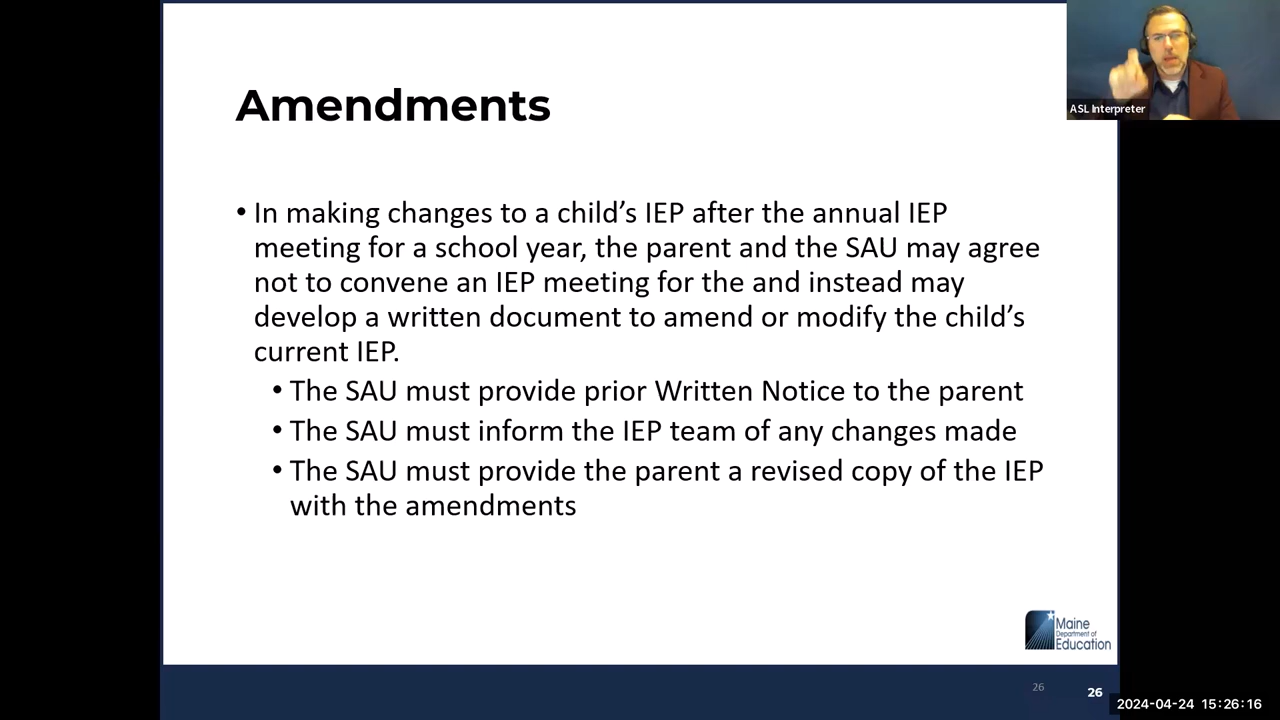 ASL Interpreter
Amendments
• In making changes to a child’s IEP after the annual IEP
meeting for a school year, the parent and the SAU may agree
not to convene an IEP meeting for the and instead may
develop a written document to amend or modify the child’s
current IEP.
• The SAU must provide prior Written Notice to the parent
• The SAU must inform the IEP team of any changes made
• The SAU must provide the parent a revised copy of the IEP
with the amendments
Maine
Department of
Education
26
26
2024-04-24 15:26:16